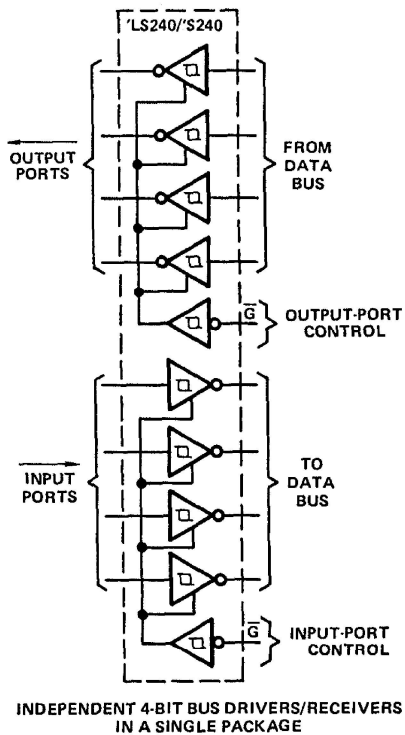 'LS240/'S240
OUTPUT
PORTS
FROM
DATA
BUS
G̅
OUTPUT-PORT
CONTROL
INPUT
PORTS
TO
DATA
BUS
G̅
INPUT-PORT
CONTROL
INDEPENDENT 4-BIT BUS DRIVERS/RECEIVERS
IN A SINGLE PACKAGE